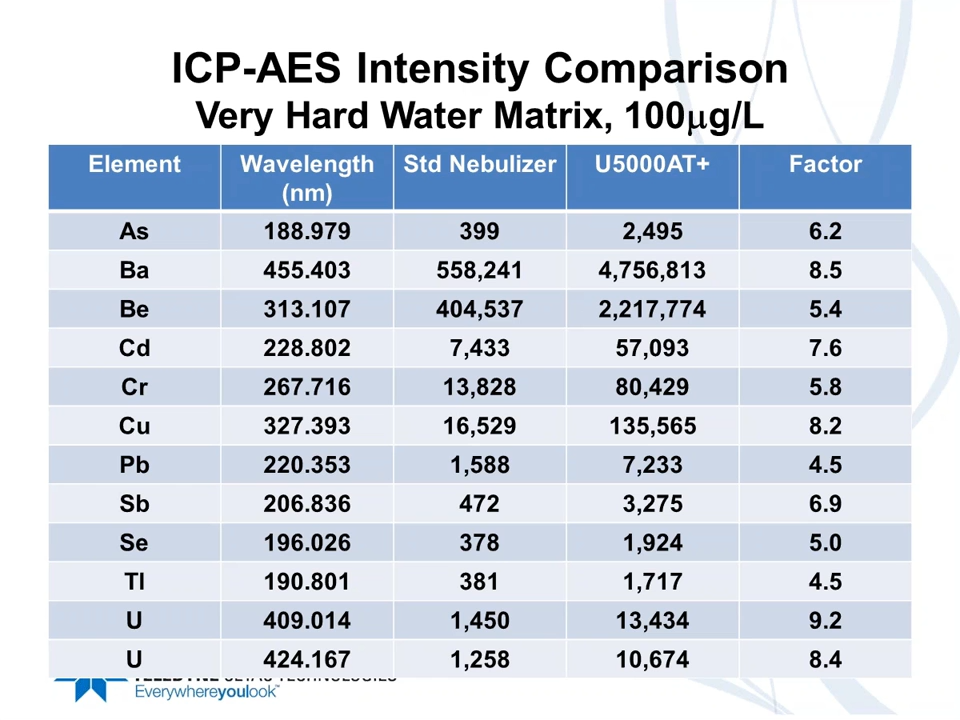 ICP-AES Intensity Comparison
Very Hard Water Matrix, 100μg/L
Element Wavelength (nm) Std Nebulizer U5000AT+ Factor
As 188.979 399 2,495 6.2
Ba 455.403 558,241 4,756,813 8.5
Be 313.107 404,537 2,217,774 5.4
Cd 228.802 7,433 57,093 7.6
Cr 267.716 13,828 80,429 5.8
Cu 327.393 16,529 135,565 8.2
Pb 220.353 1,588 7,233 4.5
Sb 206.836 472 3,275 6.9
Se 196.026 378 1,924 5.0
Tl 190.801 381 1,717 4.5
U 409.014 1,450 13,434 9.2
U 424.167 1,258 10,674 8.4
TELEDYNE CETAC TECHNOLOGIES
Everywhereyoulook™